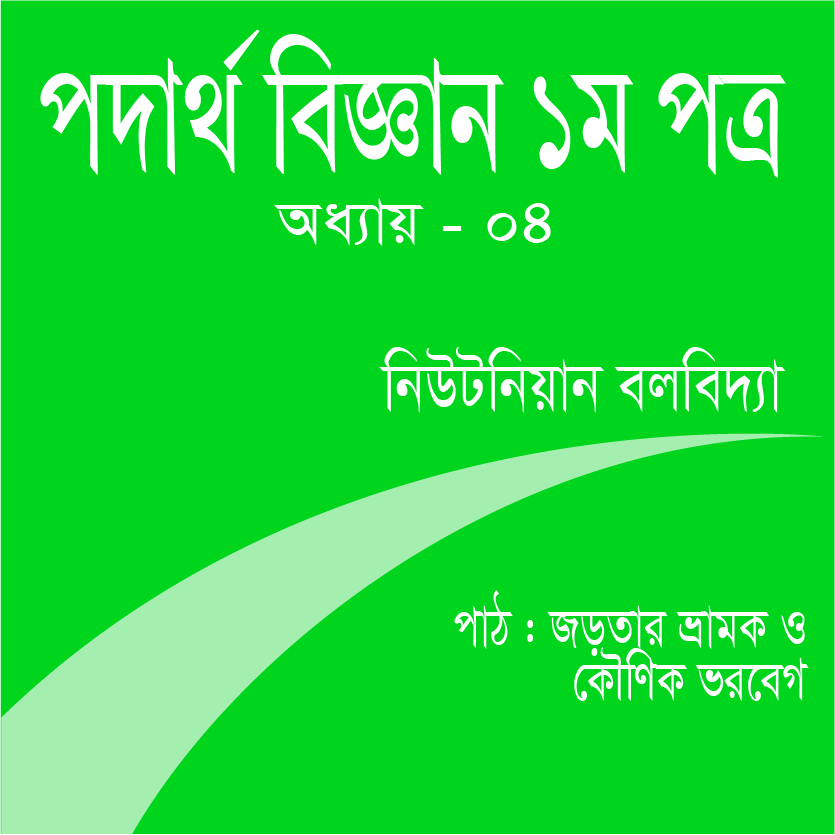 পদার্থ বিজ্ঞান ১ম পত্র
অধ্যায় - ০৪
নিউটনিয়ান বলবিদ্যা
পাঠ : জড়তার ভ্রামক ও
কৌণিক ভরবেগ